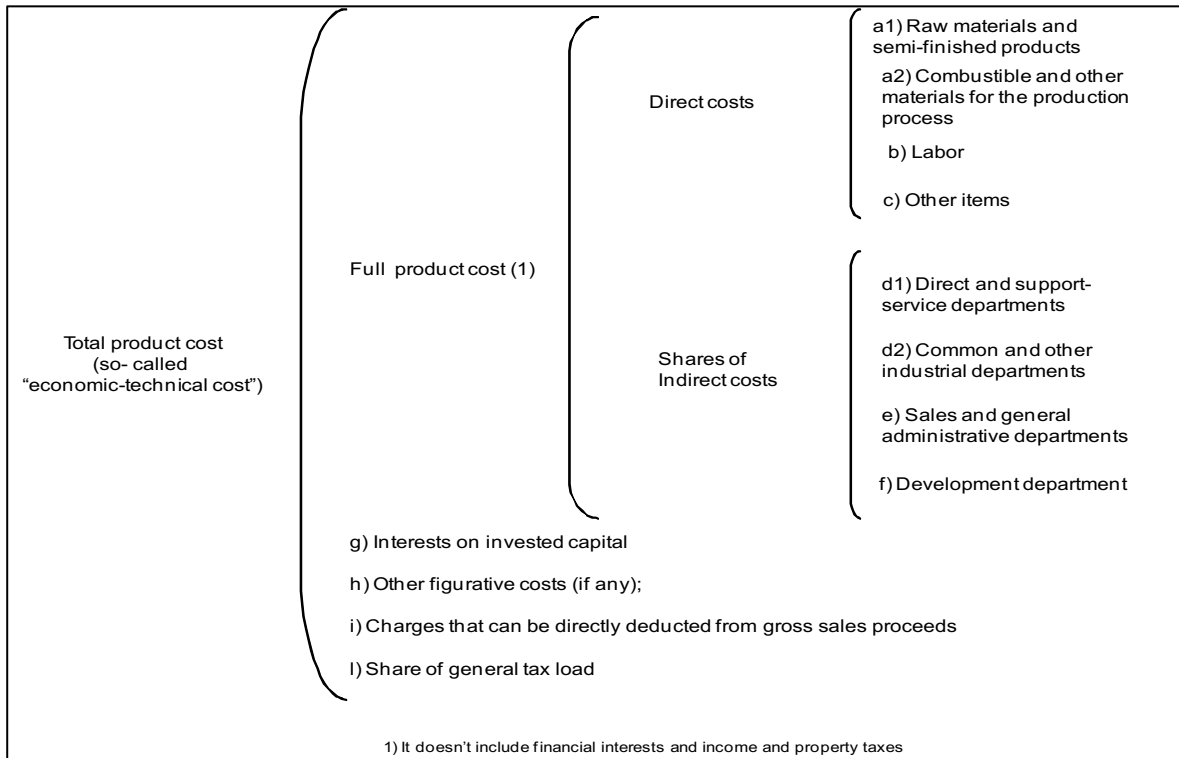 a1) Raw materials and
semi-finished products
a2) Combustible and other
materials for the production
process
Direct costs
b) Labor
c) Other items
Full product cost (1)
d1) Direct and support-
service departments
Total product cost
(so- called
“economic-technical cost”)
Shares of
Indirect costs
d2) Common and other
industrial departments
e) Sales and general
administrative departments
f) Development department
g) Interests on invested capital
h) Other figurative costs (if any);
i) Charges that can be directly deducted from gross sales proceeds
l) Share of general tax load
1) It doesn’t include financial interests and income and property taxes